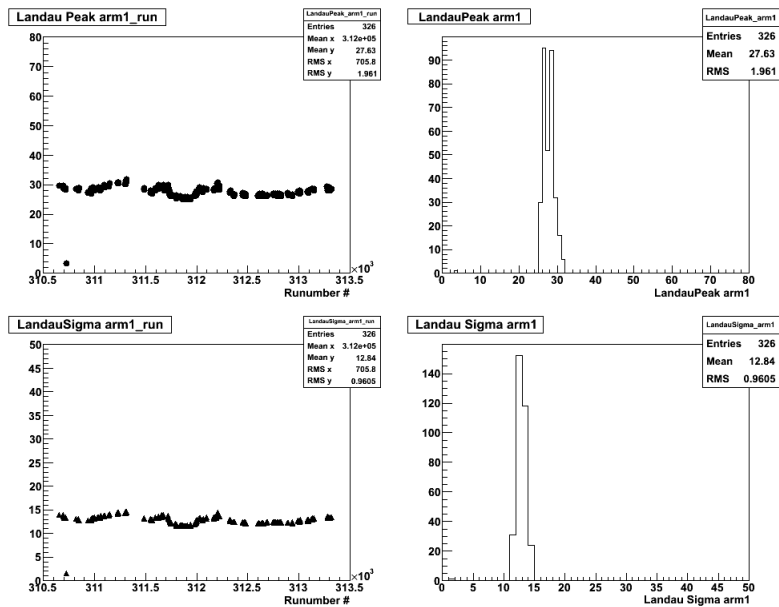 Landau Peak arm1_run
LandauPeak_arm1_run
Entries 326
Mean x 3.12e+05
Mean y 27.63
RMS x 705.8
RMS y 1.961
80
70
60
50
40
30
20
10
0
310.5 311 311.5 312 312.5 313 313.5
×10³
Runumber #
LandauPeak arm1
LandauPeak_arm1
Entries 326
Mean 27.63
RMS 1.961
90
80
70
60
50
40
30
20
10
0
0 10 20 30 40 50 60 70 80
LandauPeak arm1
LandauSigma arm1_run
LandauSigma_arm1_run
Entries 326
Mean x 3.12e+05
Mean y 12.84
RMS x 705.8
RMS y 0.9605
50
45
40
35
30
25
20
15
10
5
0
310.5 311 311.5 312 312.5 313 313.5
×10³
Runumber #
Landau Sigma arm1
LandauSigma_arm1
Entries 326
Mean 12.84
RMS 0.9605
160
140
120
100
80
60
40
20
0
0 5 10 15 20 25 30 35 40 45 50
Landau Sigma arm1